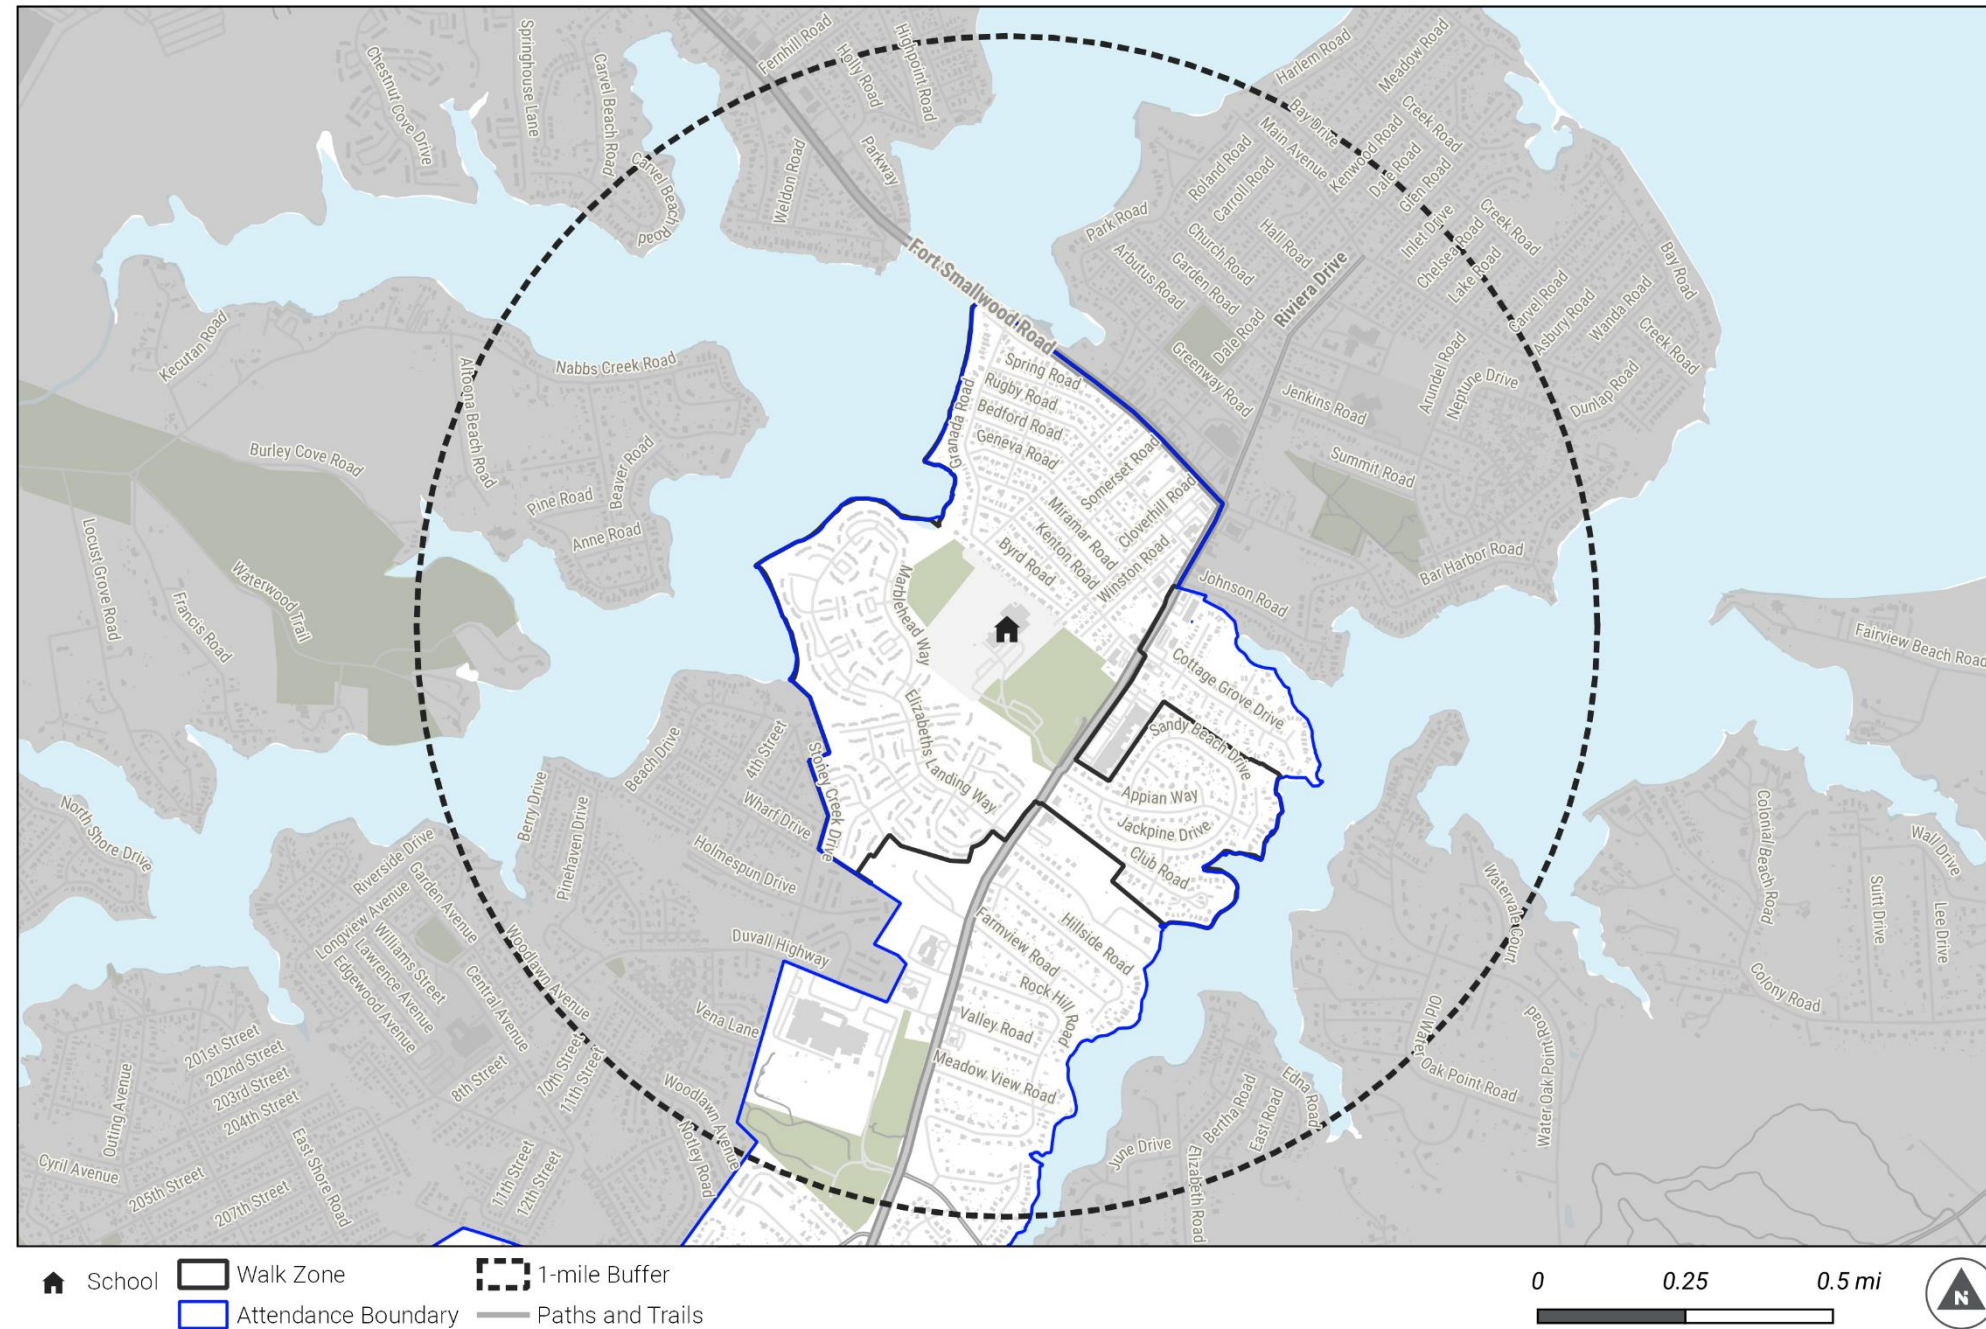 Springhouse Lane
Carvel Beach Road
Chestnut Cove Drive
Fernhill Road
Holly Road
Highpoint Road
Harlem Road
Meadow Road
Bay Drive
Creek Road
Main Avenue
Kenwood Road
Dale Road
Glen Road
Roland Road
Carroll Road
Parkway
Weldon Road
Carvel Beach Road
Park Road
Church Road
Hall Road
Inlet Drive
Chelsea Road
Creek Road
Lake Road
Bay Road
Arbutus Road
Garden Road
Fort Smallwood Road
Riviera Drive
Carvel Road
Asbury Road
Wanda Road
Creek Road
Dale Road
Greenway Road
Kecutan Road
Altoona Beach Road
Nabbs Creek Road
Spring Road
Rugby Road
Bedford Road
Geneva Road
Granada Road
Jenkins Road
Arundel Road
Neptune Drive
Dunlap Road
Burley Cove Road
Beaver Road
Pine Road
Anne Road
Somerset Road
Cloverhill Road
Miramar Road
Kenton Road
Byrd Road
Winston Road
Summit Road
Bar Harbor Road
Johnson Road
Locust Grove Road
Francis Road
Waterwood Trail
Marblehead Way
Fairview Beach Road
Cottage Grove Drive
Elizabeths Landing Way
Sandy Beach Drive
Appian Way
Jackpine Drive
Club Road
Beach Drive
4th Street
Stoney Creek Drive
Wharf Drive
Berry Drive
Pinehaven Drive
Holmespun Drive
North Shore Drive
Riverside Drive
Garden Avenue
Longview Avenue
Williams Street
Lawrence Avenue
Edgewood Avenue
Woodlawn Avenue
Central Avenue
Duvall Highway
Vena Lane
Farmview Road
Hillside Road
Rock Hill Road
Valley Road
Meadow View Road
Watervale Court
Colonial Beach Road
Wall Drive
Suitt Drive
Lee Drive
Colony Road
Old Water Oak Point Road
Water Oak Point Road
201st Street
202nd Street
203rd Street
204th Street
8th Street
10th Street
11th Street
Outing Avenue
Cyril Avenue
205th Street
207th Street
East Shore Road
11th Street
12th Street
Woodlawn Avenue
Notley Road
June Drive
Elizabeth Road
Bertha Road
East Road
Edna Road
School
Walk Zone
1-mile Buffer
Attendance Boundary
Paths and Trails
0 0.25 0.5 mi
N